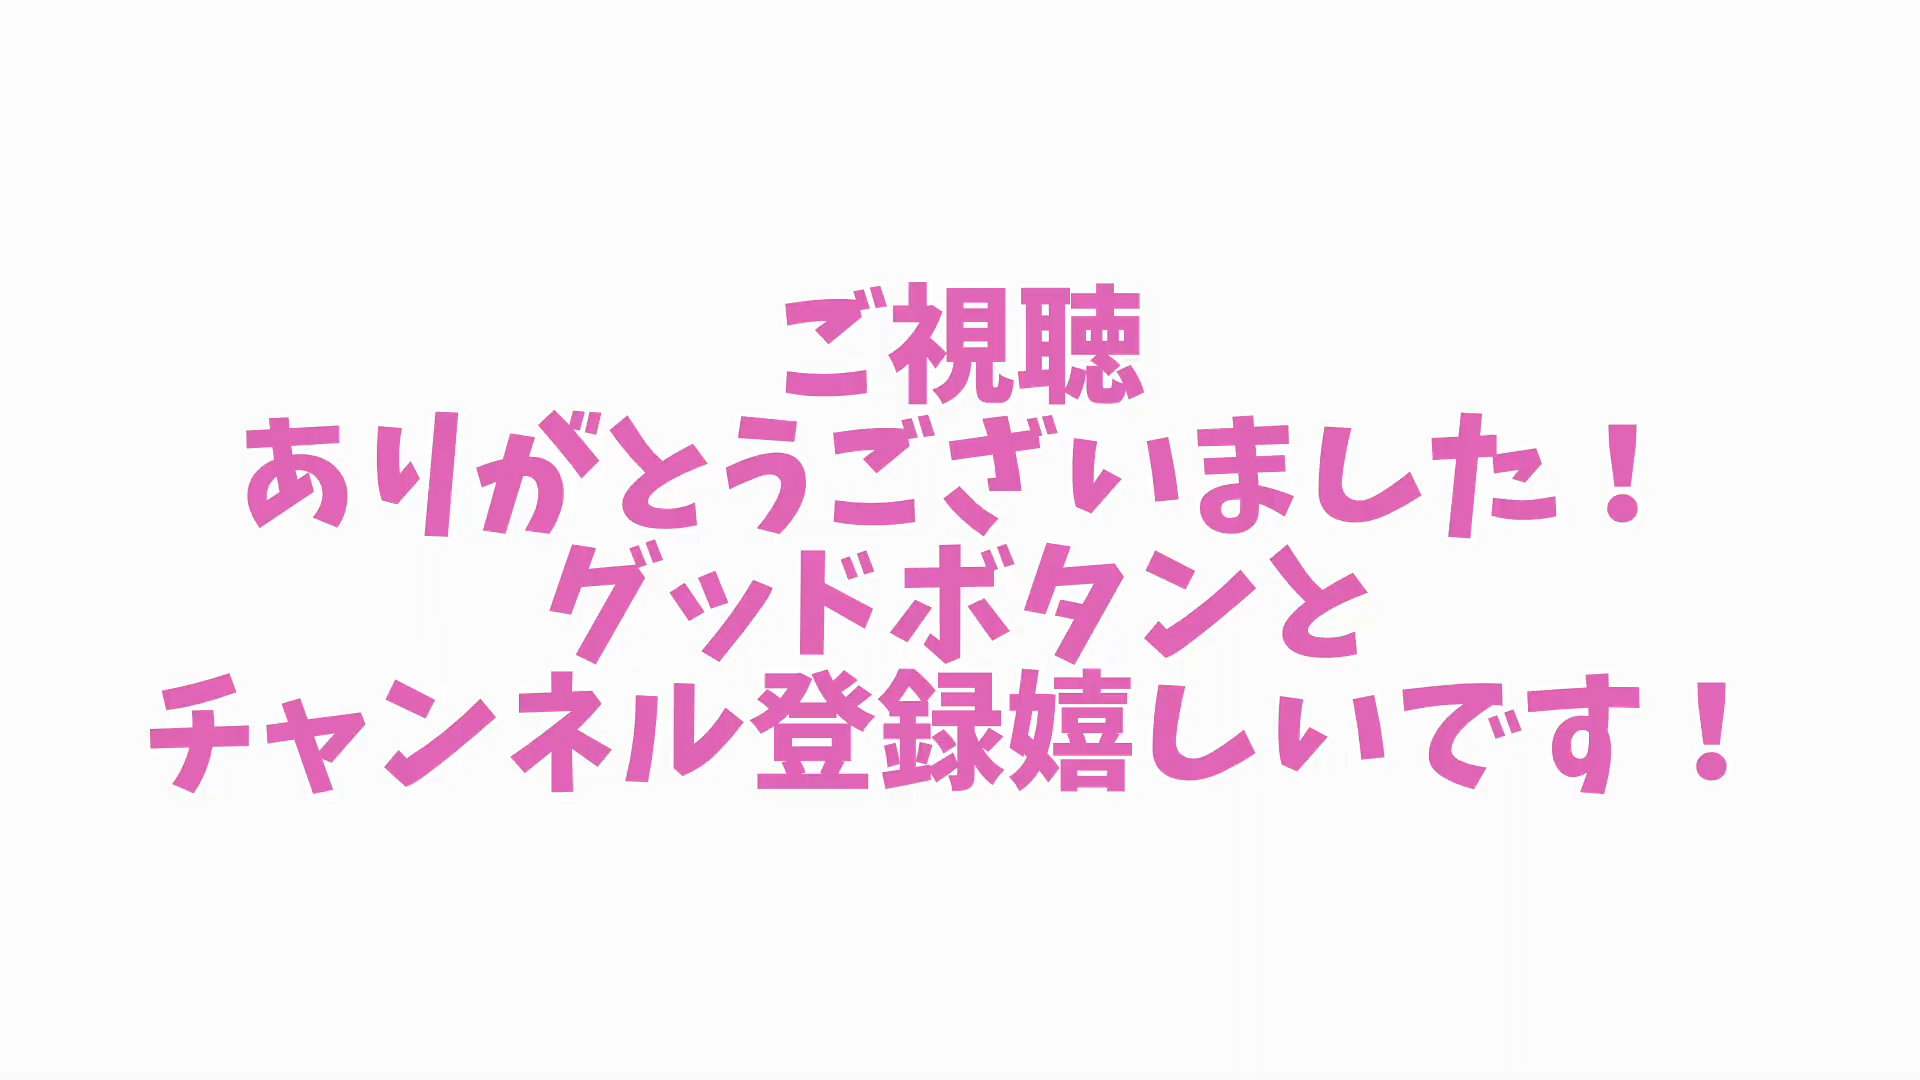 ご視聴
ありがとうございました！
グッドボタンと
チャンネル登録嬉しいです！